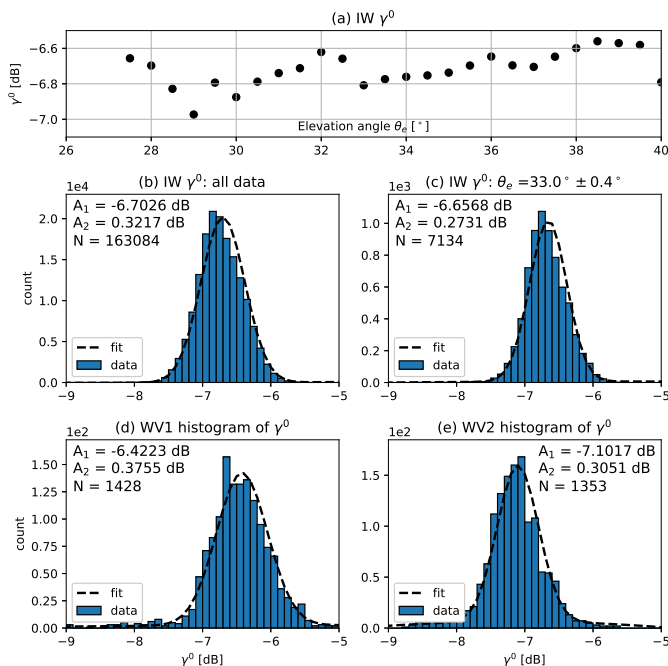 (a) IW γ⁰
γ⁰ [dB]
−6.6
−6.8
−7.0
Elevation angle θₑ [°]
26 28 30 32 34 36 38 40
(b) IW γ⁰: all data
1e4
A₁ = -6.7026 dB
A₂ = 0.3217 dB
N = 163084
count
2.0
1.5
1.0
0.5
0.0
fit
data
−9 −8 −7 −6 −5
(c) IW γ⁰: θₑ =33.0° ± 0.4°
1e3
A₁ = -6.6568 dB
A₂ = 0.2731 dB
N = 7134
1.0
0.8
0.6
0.4
0.2
0.0
fit
data
−9 −8 −7 −6 −5
(d) WV1 histogram of γ⁰
1e2
A₁ = -6.4223 dB
A₂ = 0.3755 dB
N = 1428
count
1.50
1.25
1.00
0.75
0.50
0.25
0.00
fit
data
−9 −8 −7 −6 −5
γ⁰ [dB]
(e) WV2 histogram of γ⁰
1e2
A₁ = -7.1017 dB
A₂ = 0.3051 dB
N = 1353
1.5
1.0
0.5
0.0
fit
data
−9 −8 −7 −6 −5
γ⁰ [dB]